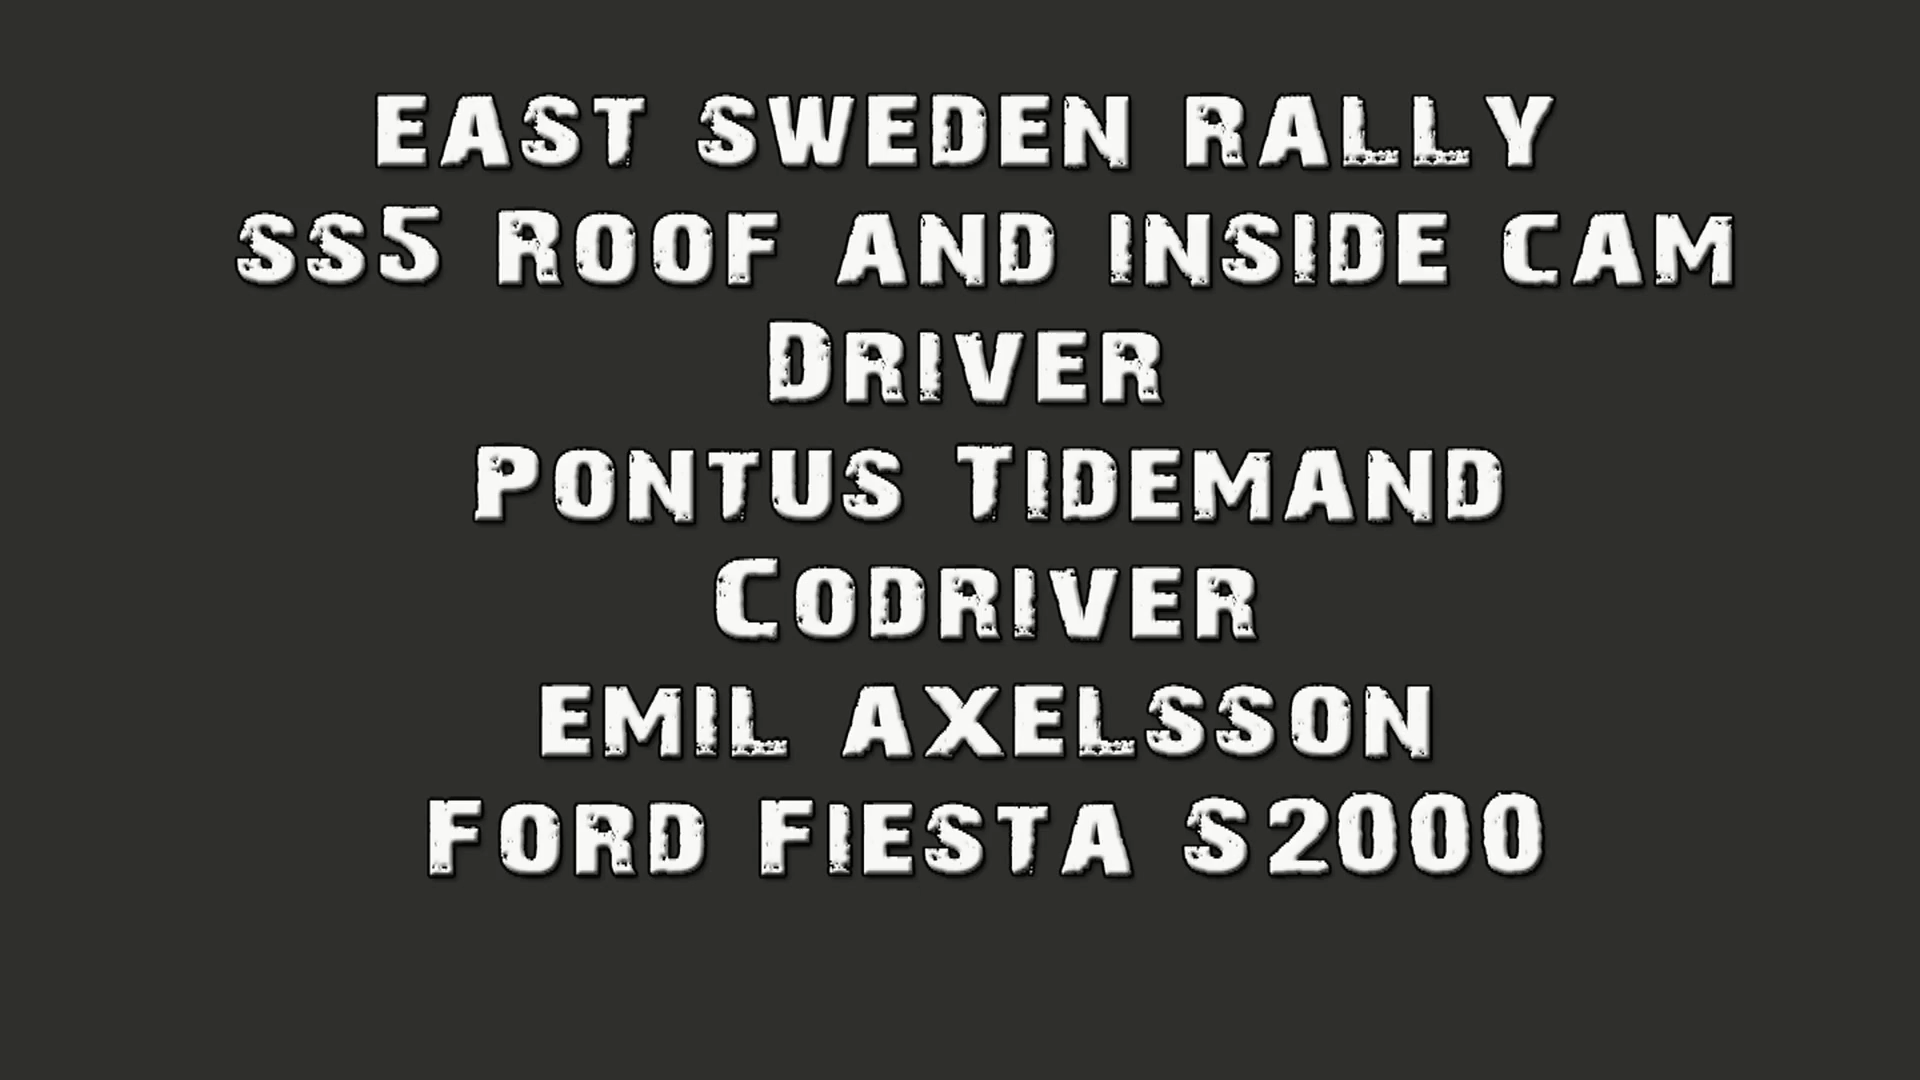 EAST SWEDEN RALLY
SS5 ROOF AND INSIDE CAM
DRIVER
PONTUS TIDEMAND
CODRIVER
EMIL AXELSSON
FORD FIESTA S2000